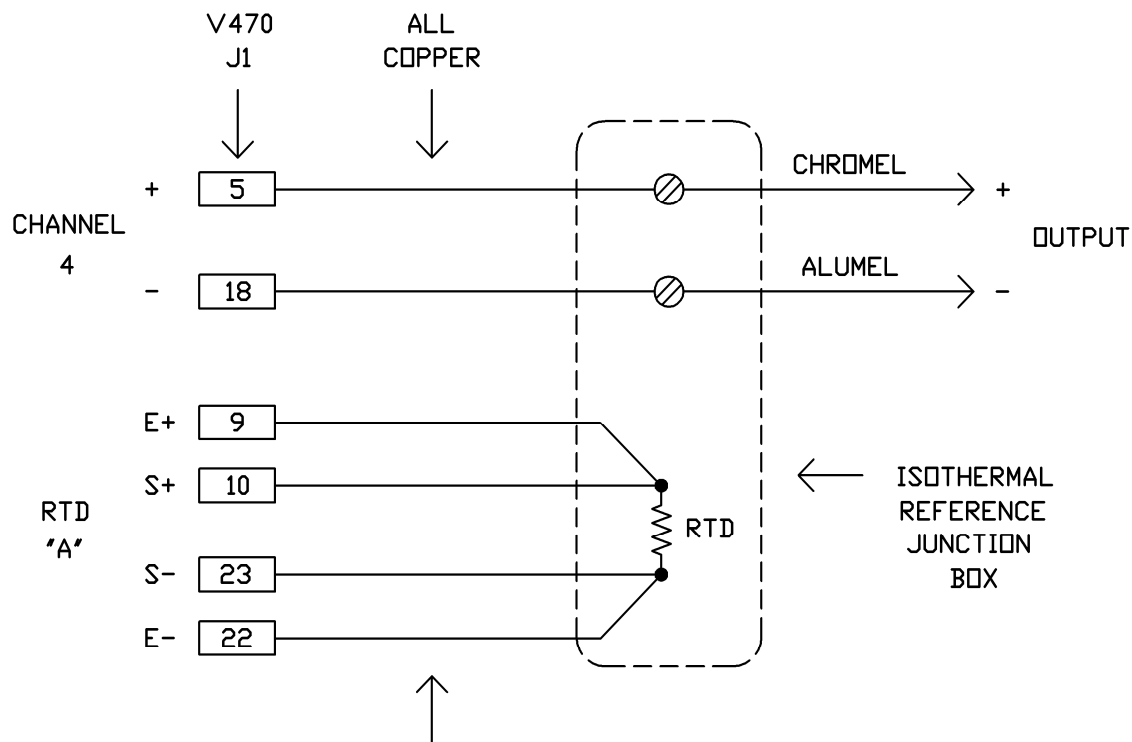 V470
J1
ALL
COPPER
CHROMEL
+ 5 +
CHANNEL
4
OUTPUT
ALUMEL
- 18 -
E+ 9
S+ 10
RTD
"A"
RTD
ISOTHERMAL
REFERENCE
JUNCTION
BOX
S- 23
E- 22